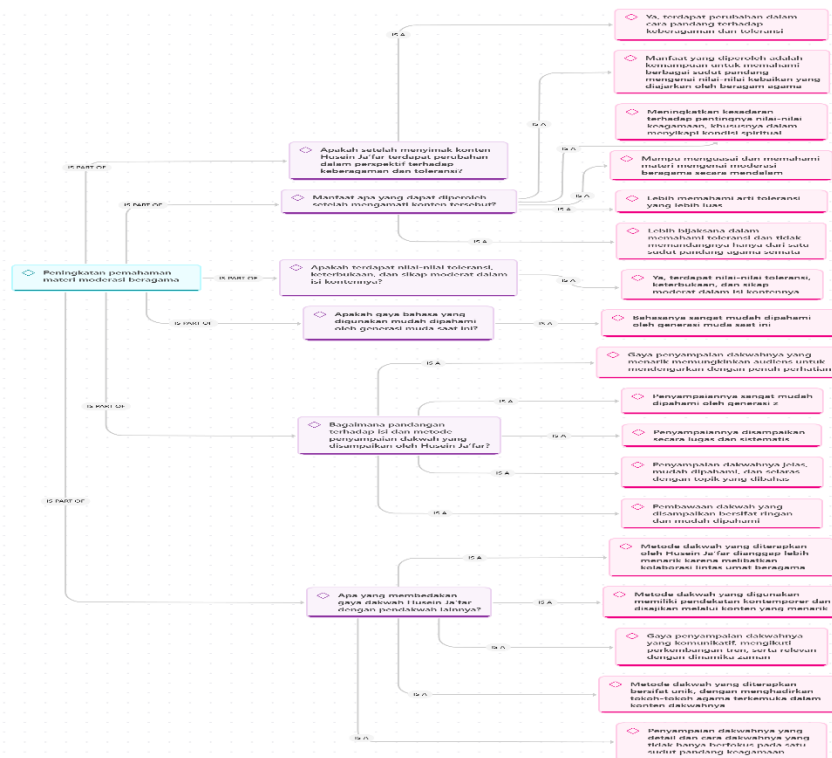 IS A
Ya, terdapat perubahan dalam
cara pandang terhadap
keberagaman dan toleransi
Manfaat yang diperoleh adalah
kemampuan untuk memahami
berbagai sudut pandang
mengenai nilai-nilai kebaikan yang
diajarkan oleh beragam agama
IS A
Meningkatkan kesadaran
terhadap pentingnya nilai-nilai
keagamaan, khususnya dalam
menyikapi kondisi spiritual
IS A
Apakah setelah menyimak konten
Husein Ja'far terdapat perubahan
dalam perspektif terhadap
keberagaman dan toleransi?
IS PART OF
Mampu menguasai dan memahami
materi mengenai moderasi
beragama secara mendalam
IS A
Manfaat apa yang dapat diperoleh
setelah mengamati konten tersebut?
IS PART OF
Lebih memahami arti toleransi
yang lebih luas
IS A
Lebih bijaksana dalam
memahami toleransi dan tidak
memandangnya hanya dari satu
sudut pandang agama semata
IS A
Peningkatan pemahaman
materi moderasi beragama
IS PART OF
Apakah terdapat nilai-nilai toleransi,
keterbukaan, dan sikap moderat dalam
isi kontennya?
IS A
Ya, terdapat nilai-nilai toleransi,
keterbukaan, dan sikap
moderat dalam isi kontennya
IS PART OF
Apakah gaya bahasa yang
digunakan mudah dipahami
oleh generasi muda saat ini?
IS A
Bahasanya sangat mudah dipahami
oleh generasi muda saat ini
IS A
Gaya penyampaian dakwahnya yang
menarik memungkinkan audiens untuk
mendengarkan dengan penuh perhatian
IS PART OF
IS A
Penyampaiannya sangat mudah
dipahami oleh generasi z
Bagaimana pandangan
terhadap isi dan metode
penyampaian dakwah yang
disampaikan oleh Husein Ja'far?
IS A
Penyampaiannya disampaikan
secara lugas dan sistematis
IS A
Penyampaian dakwahnya jelas,
mudah dipahami, dan selaras
dengan topik yang dibahas
IS PART OF
IS A
Pembawaan dakwah yang
disampaikan bersifat ringan
dan mudah dipahami
IS A
Metode dakwah yang diterapkan
oleh Husein Ja'far dianggap lebih
menarik karena melibatkan
kolaborasi lintas umat beragama
Apa yang membedakan
gaya dakwah Husein Ja'far
dengan pendakwah lainnya?
IS A
Metode dakwah yang digunakan
memiliki pendekatan kontemporer dan
disajikan melalui konten yang menarik
IS A
Gaya penyampaian dakwahnya
yang komunikatif, mengikuti
perkembangan tren, serta relevan
dengan dinamika zaman
IS A
Metode dakwah yang diterapkan
bersifat unik, dengan menghadirkan
tokoh-tokoh agama terkemuka dalam
konten dakwahnya
IS A
Penyampaian dakwahnya yang
detail dan cara dakwahnya yang
tidak hanya berfokus pada satu
sudut pandang keagamaan